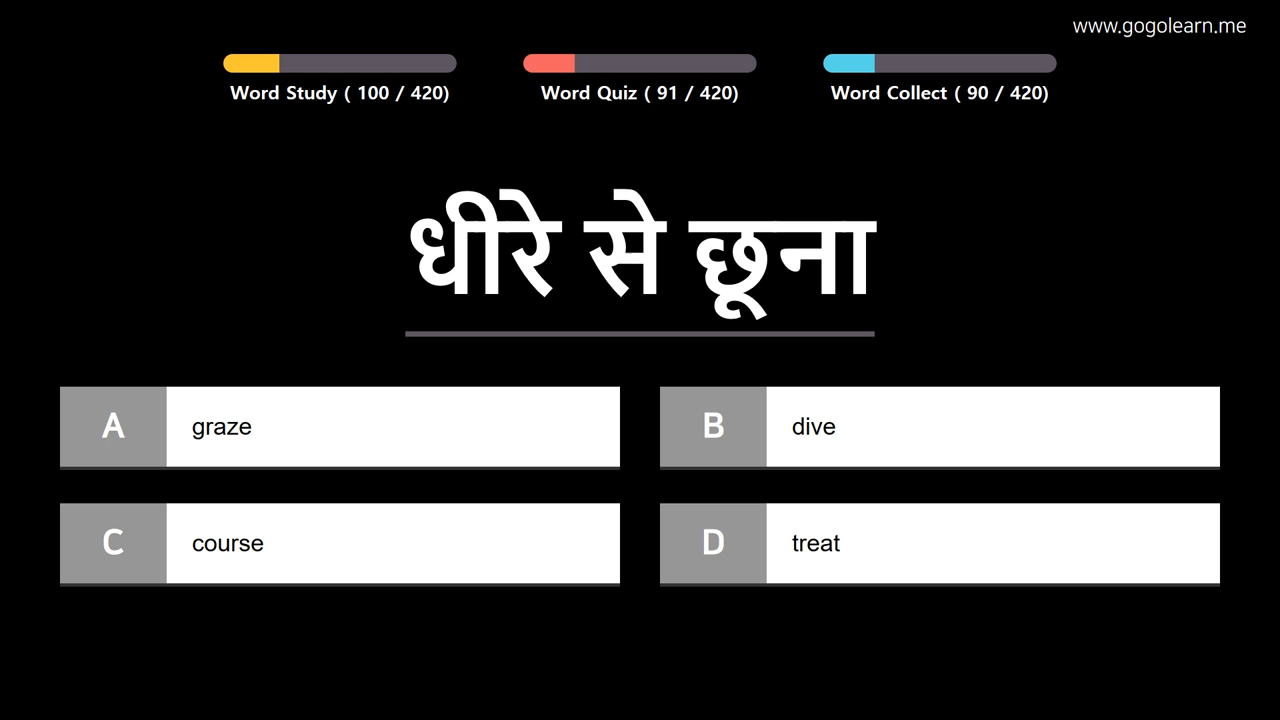 www.gogolearn.me
Word Study ( 100 / 420)
Word Quiz ( 91 / 420)
Word Collect ( 90 / 420)
धीरे से छूना
A graze
B dive
C course
D treat